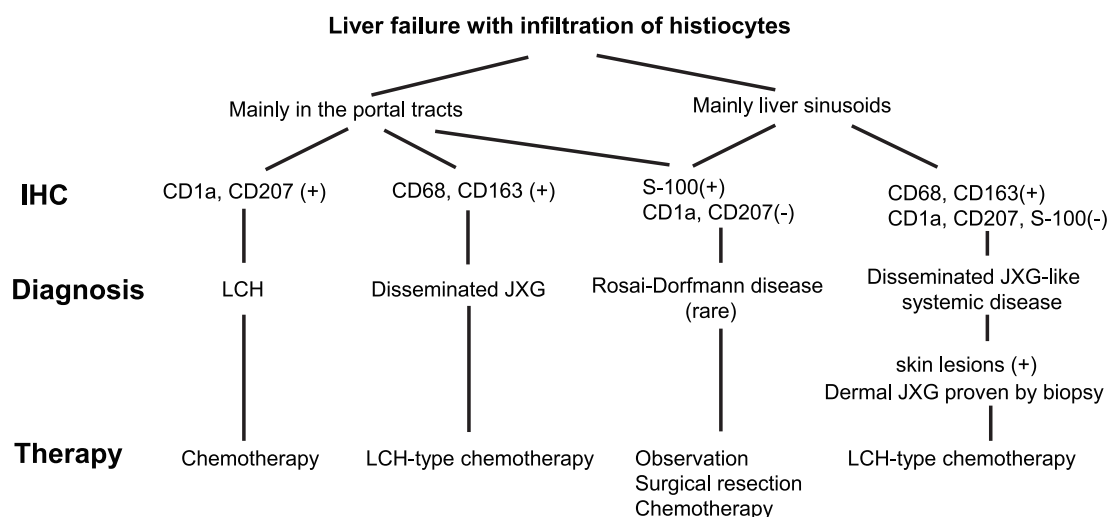 Liver failure with infiltration of histiocytes
Mainly in the portal tracts
Mainly liver sinusoids
IHC
CD1a, CD207 (+)
CD68, CD163 (+)
S-100(+)
CD1a, CD207(-)
CD68, CD163(+)
CD1a, CD207, S-100(-)
Diagnosis
LCH
Disseminated JXG
Rosai-Dorfmann disease
(rare)
Disseminated JXG-like
systemic disease
skin lesions (+)
Dermal JXG proven by biopsy
Therapy
Chemotherapy
LCH-type chemotherapy
Observation
Surgical resection
Chemotherapy
LCH-type chemotherapy